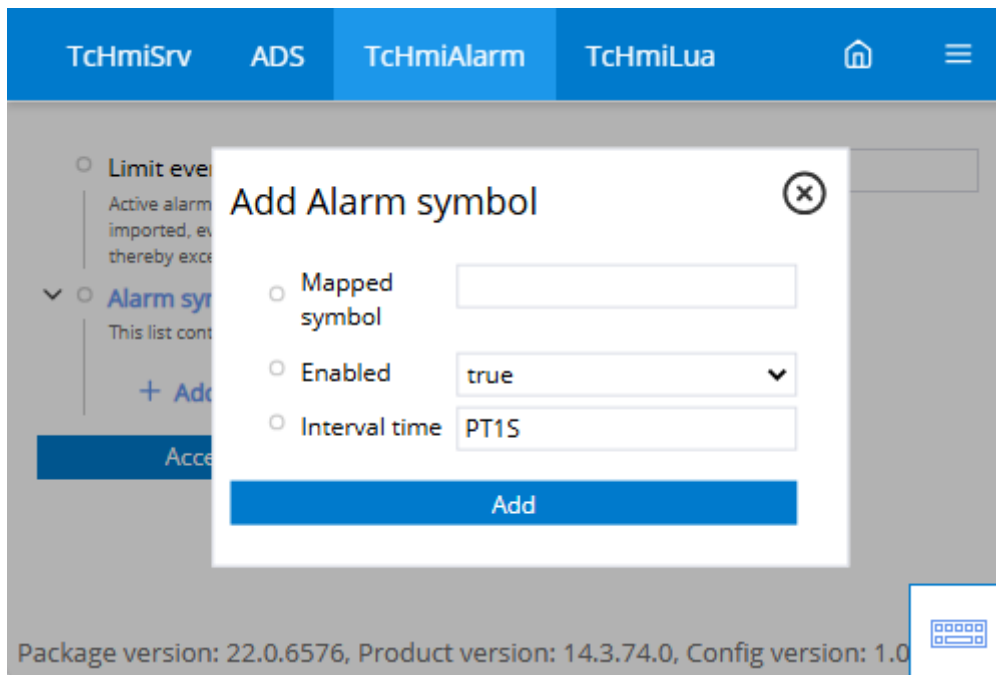 TcHmiSrv ADS TcHmiAlarm TcHmiLua
Limit ever
Active alarm
imported, ev
thereby exce
Alarm syr
This list cont
+ Add
Acce
Add Alarm symbol
Mapped
symbol
Enabled true
Interval time PT1S
Add
Package version: 22.0.6576, Product version: 14.3.74.0, Config version: 1.0